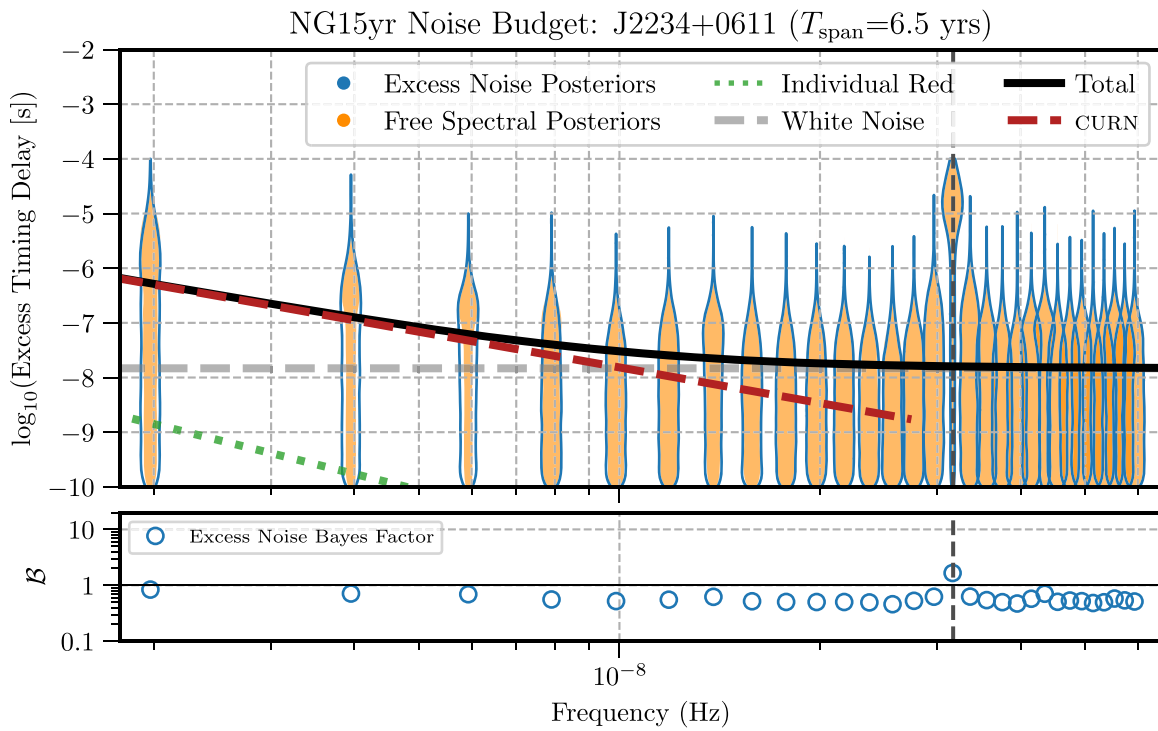 NG15yr Noise Budget: J2234+0611 (T_span=6.5 yrs)
Excess Noise Posteriors
Free Spectral Posteriors
Individual Red
White Noise
Total
CURN
log₁₀(Excess Timing Delay [s])
−2
−3
−4
−5
−6
−7
−8
−9
−10
Excess Noise Bayes Factor
ℬ
10
1
0.1
10⁻⁸
Frequency (Hz)